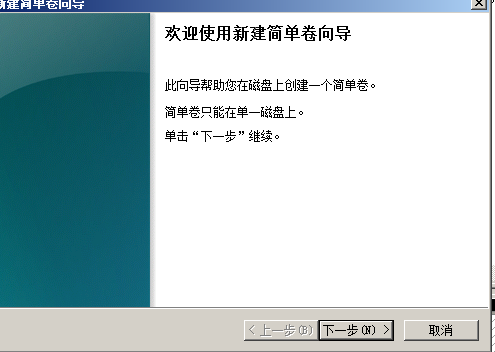 新建简单卷向导
欢迎使用新建简单卷向导
此向导帮助您在磁盘上创建一个简单卷。
简单卷只能在单一磁盘上。
单击“下一步”继续。
< 上一步(B)
下一步(N) >
取消